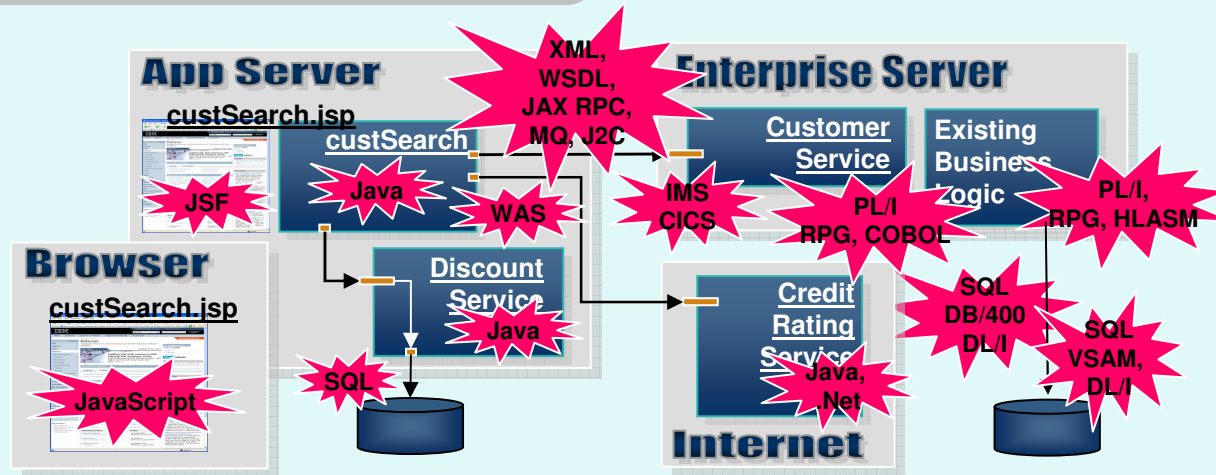 App Server
custSearch.jsp
custSearch
JSF
Java
WAS
XML,
WSDL,
JAX RPC,
MQ, J2C
Enterprise Server
Customer
Service
Existing
Business
Logic
IMS
CICS
PL/I
RPG, COBOL
PL/I,
RPG, HLASM
Browser
custSearch.jsp
IBM
JavaScript
Discount
Service
Java
SQL
Credit
Rating
Service
Java,
.Net
Internet
SQL
DB/400
DL/I
SQL
VSAM,
DL/I